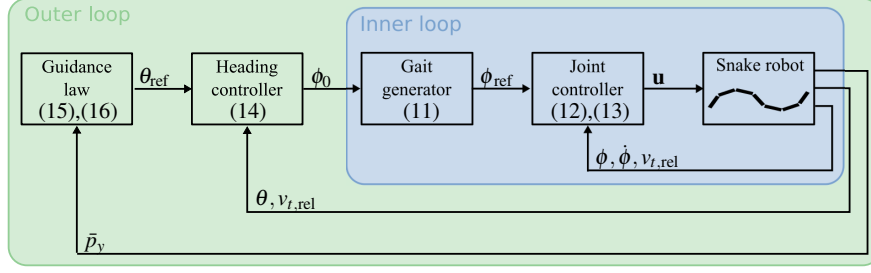 Outer loop
Inner loop
Guidance
law
(15),(16)
θref
Heading
controller
(14)
ϕ0
Gait
generator
(11)
ϕref
Joint
controller
(12),(13)
u
Snake robot
ϕ, ϕ̇, vt,rel
θ, vt,rel
p̄y